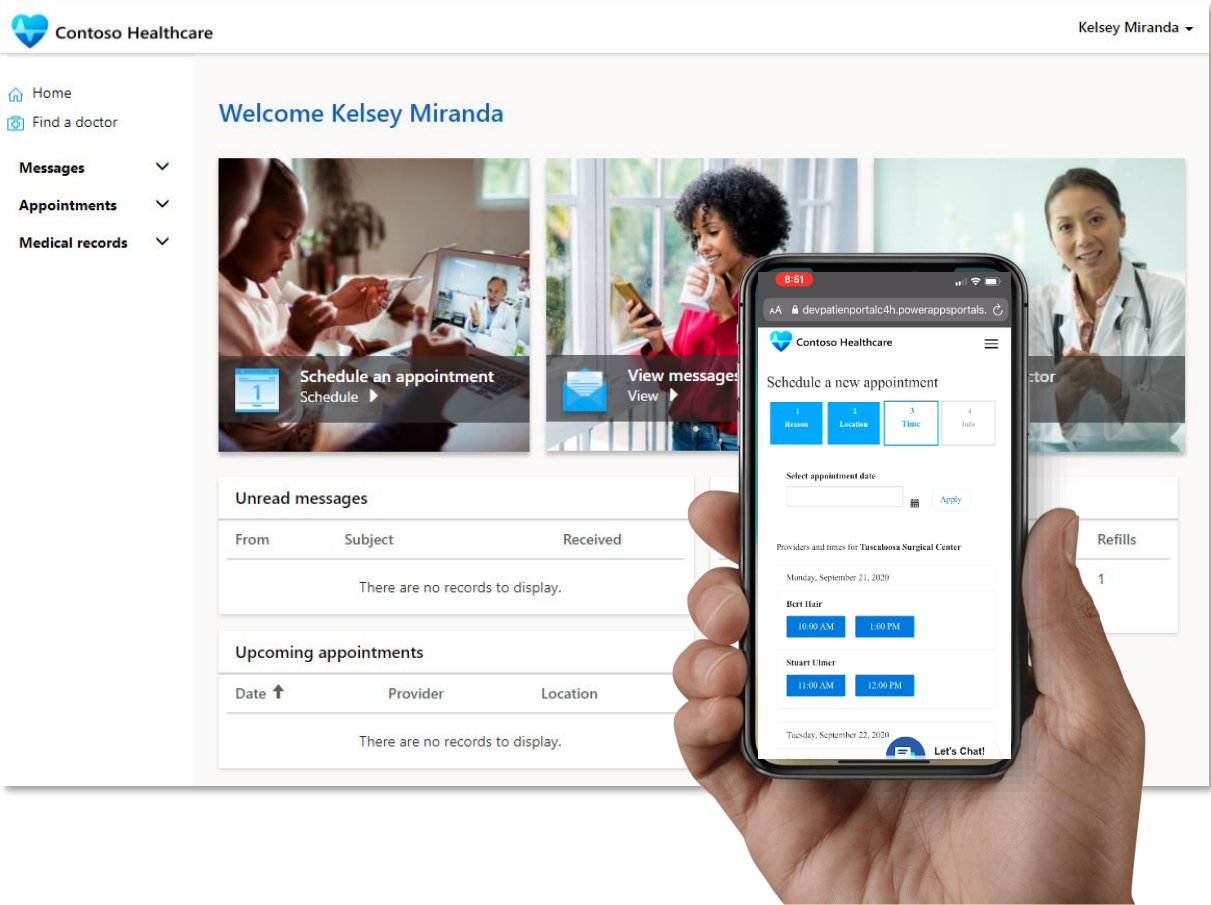 Contoso Healthcare
Kelsey Miranda
Home
Find a doctor
Messages
Appointments
Medical records
Welcome Kelsey Miranda
1
Schedule an appointment
Schedule
View messages
View
ctor
Unread messages
From Subject Received
There are no records to display.
Upcoming appointments
Date Provider Location
There are no records to display.
Refills
1
8:51
AA devpatienportalc4h.powerappsportals.
Contoso Healthcare
Schedule a new appointment
1 2 3 4
Reason Location Time Info
Select appointment date
Apply
Providers and times for Tuscaloosa Surgical Center
Monday, September 21, 2020
Bert Hair
10:00 AM 1:00 PM
Stuart Ulmer
11:00 AM 12:00 PM
Tuesday, September 22, 2020
Let's Chat!